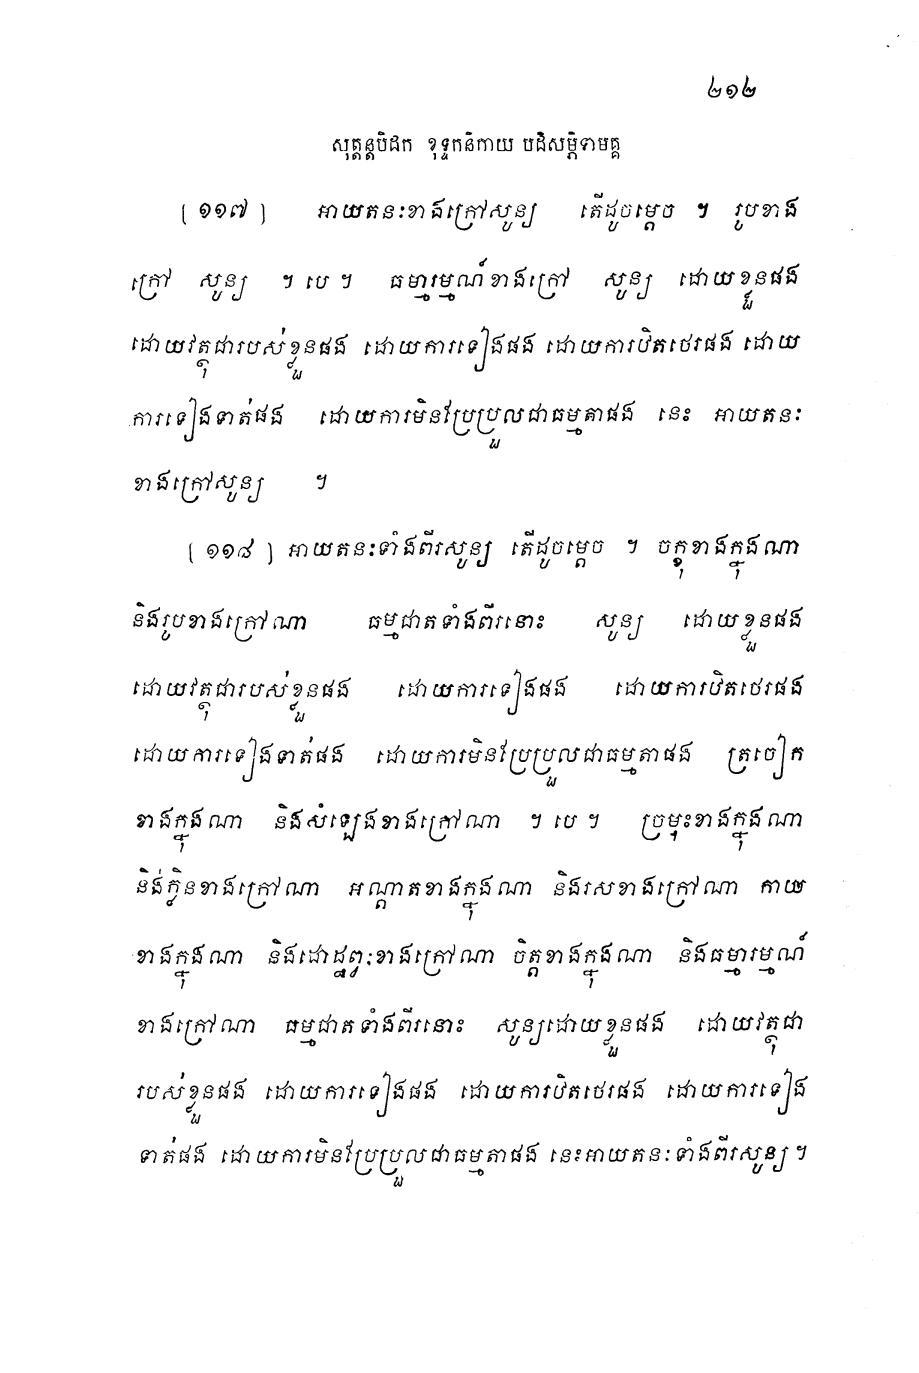 ២១២
សុត្តន្តបិដក ខុទ្ទកនិកាយ បដិសម្ភិទាមគ្គ
[ ១១៧ ] អាយតនៈខាងក្រៅសូន្យ តើដូចម្តេច ។ រូបខាង
ក្រៅ សូន្យ ។ បេ ។ ធម្មារម្មណ៍ខាងក្រៅ សូន្យ ដោយខ្លួនផង
ដោយវត្ថុជារបស់ខ្លួនផង ដោយការទៀងផង ដោយការឋិតថេរផង ដោយ
ការទៀងទាត់ផង ដោយការមិនប្រែប្រួលជាធម្មតាផង នេះ អាយតនៈ
ខាងក្រៅសូន្យ ។
[ ១១៨ ] អាយតនៈទាំងពីរសូន្យ តើដូចម្តេច ។ ចក្ខុខាងក្នុងណា
និងរូបខាងក្រៅណា ធម្មជាតទាំងពីរនោះ សូន្យ ដោយខ្លួនផង
ដោយវត្ថុជារបស់ខ្លួនផង ដោយការទៀងផង ដោយការឋិតថេរផង
ដោយការទៀងទាត់ផង ដោយការមិនប្រែប្រួលជាធម្មតាផង ត្រចៀក
ខាងក្នុងណា និងសំឡេងខាងក្រៅណា ។ បេ ។ ច្រមុះខាងក្នុងណា
និងក្លិនខាងក្រៅណា អណ្តាតខាងក្នុងណា និងរសខាងក្រៅណា កាយ
ខាងក្នុងណា និងផោដ្ឋព្វៈខាងក្រៅណា ចិត្តខាងក្នុងណា និងធម្មារម្មណ៍
ខាងក្រៅណា ធម្មជាតទាំងពីរនោះ សូន្យដោយខ្លួនផង ដោយវត្ថុជា
របស់ខ្លួនផង ដោយការទៀងផង ដោយការឋិតថេរផង ដោយការទៀង
ទាត់ផង ដោយការមិនប្រែប្រួលជាធម្មតាផង នេះអាយតនៈទាំងពីរសូន្យ ។